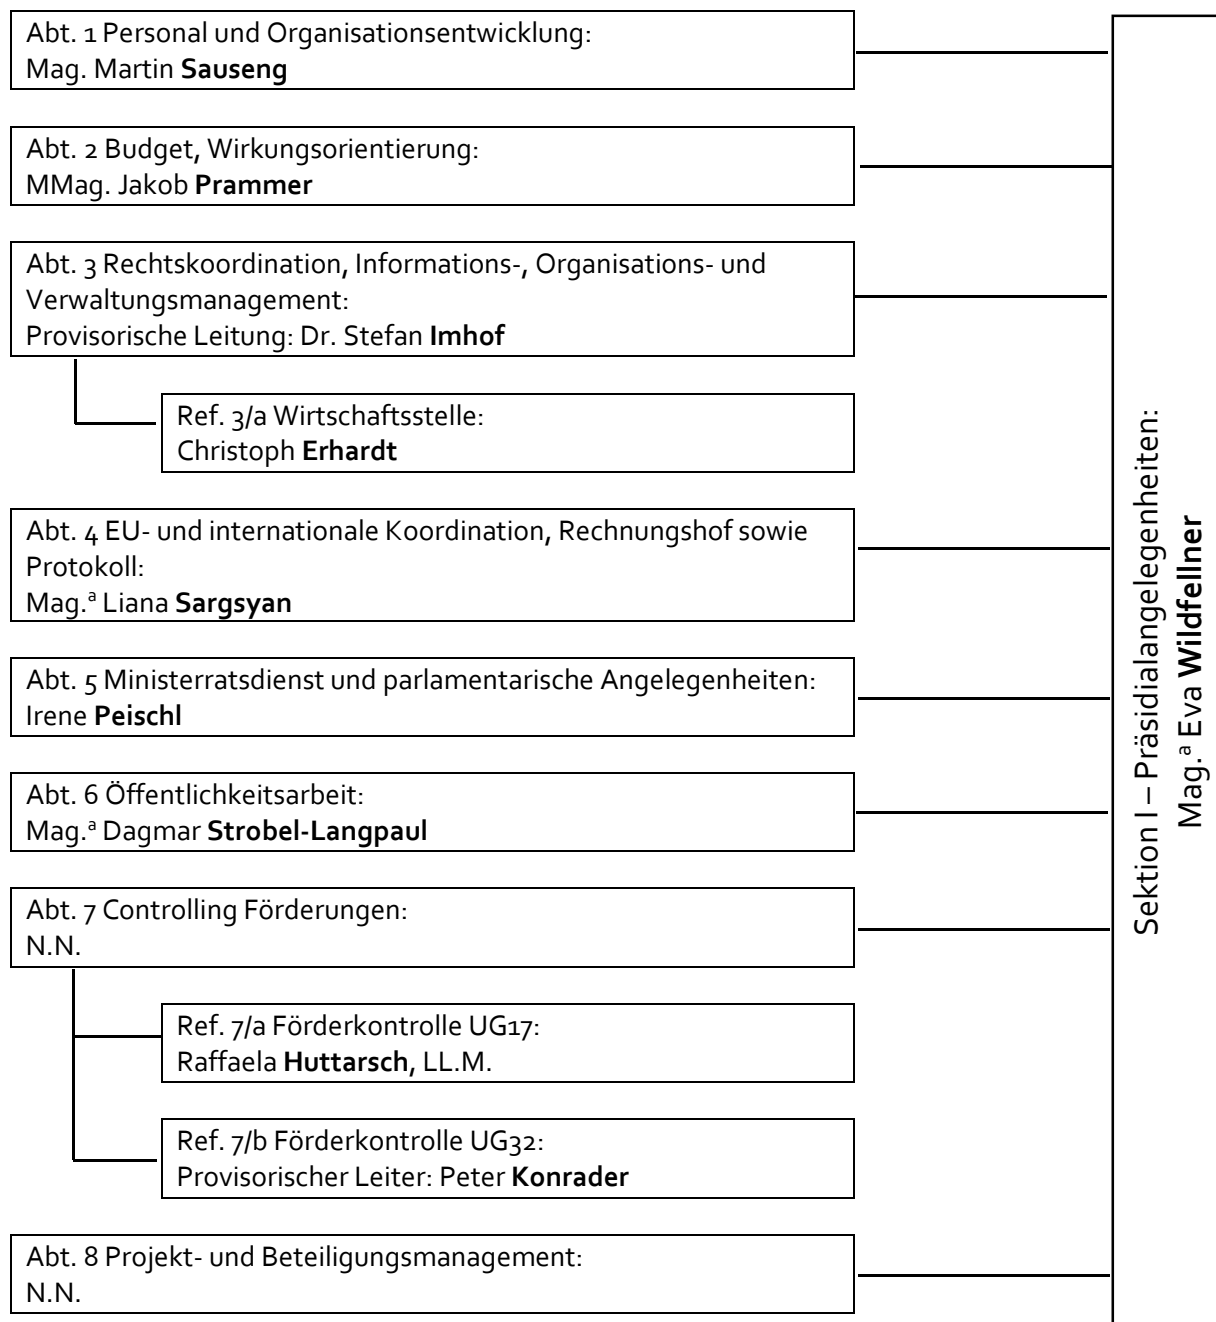 Abt. 1 Personal und Organisationsentwicklung:
Mag. Martin Sauseng
Abt. 2 Budget, Wirkungsorientierung:
MMag. Jakob Prammer
Abt. 3 Rechtskoordination, Informations-, Organisations- und
Verwaltungsmanagement:
Provisorische Leitung: Dr. Stefan Imhof
Ref. 3/a Wirtschaftsstelle:
Christoph Erhardt
Abt. 4 EU- und internationale Koordination, Rechnungshof sowie
Protokoll:
Mag.ª Liana Sargsyan
Abt. 5 Ministerratsdienst und parlamentarische Angelegenheiten:
Irene Peischl
Abt. 6 Öffentlichkeitsarbeit:
Mag.ª Dagmar Strobel-Langpaul
Abt. 7 Controlling Förderungen:
N.N.
Ref. 7/a Förderkontrolle UG17:
Raffaela Huttarsch, LL.M.
Ref. 7/b Förderkontrolle UG32:
Provisorischer Leiter: Peter Konrader
Abt. 8 Projekt- und Beteiligungsmanagement:
N.N.
Sektion I – Präsidialangelegenheiten:
Mag.ª Eva Wildfellner